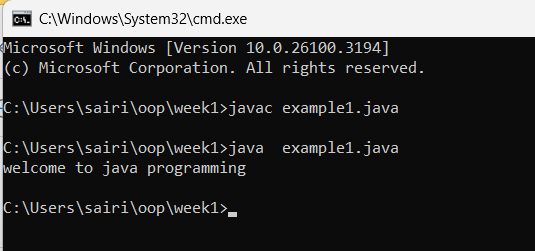 C:\Windows\System32\cmd.exe
Microsoft Windows [Version 10.0.26100.3194]
(c) Microsoft Corporation. All rights reserved.
C:\Users\sairi\oop\week1>javac example1.java
C:\Users\sairi\oop\week1>java  example1.java
welcome to java programming
C:\Users\sairi\oop\week1>